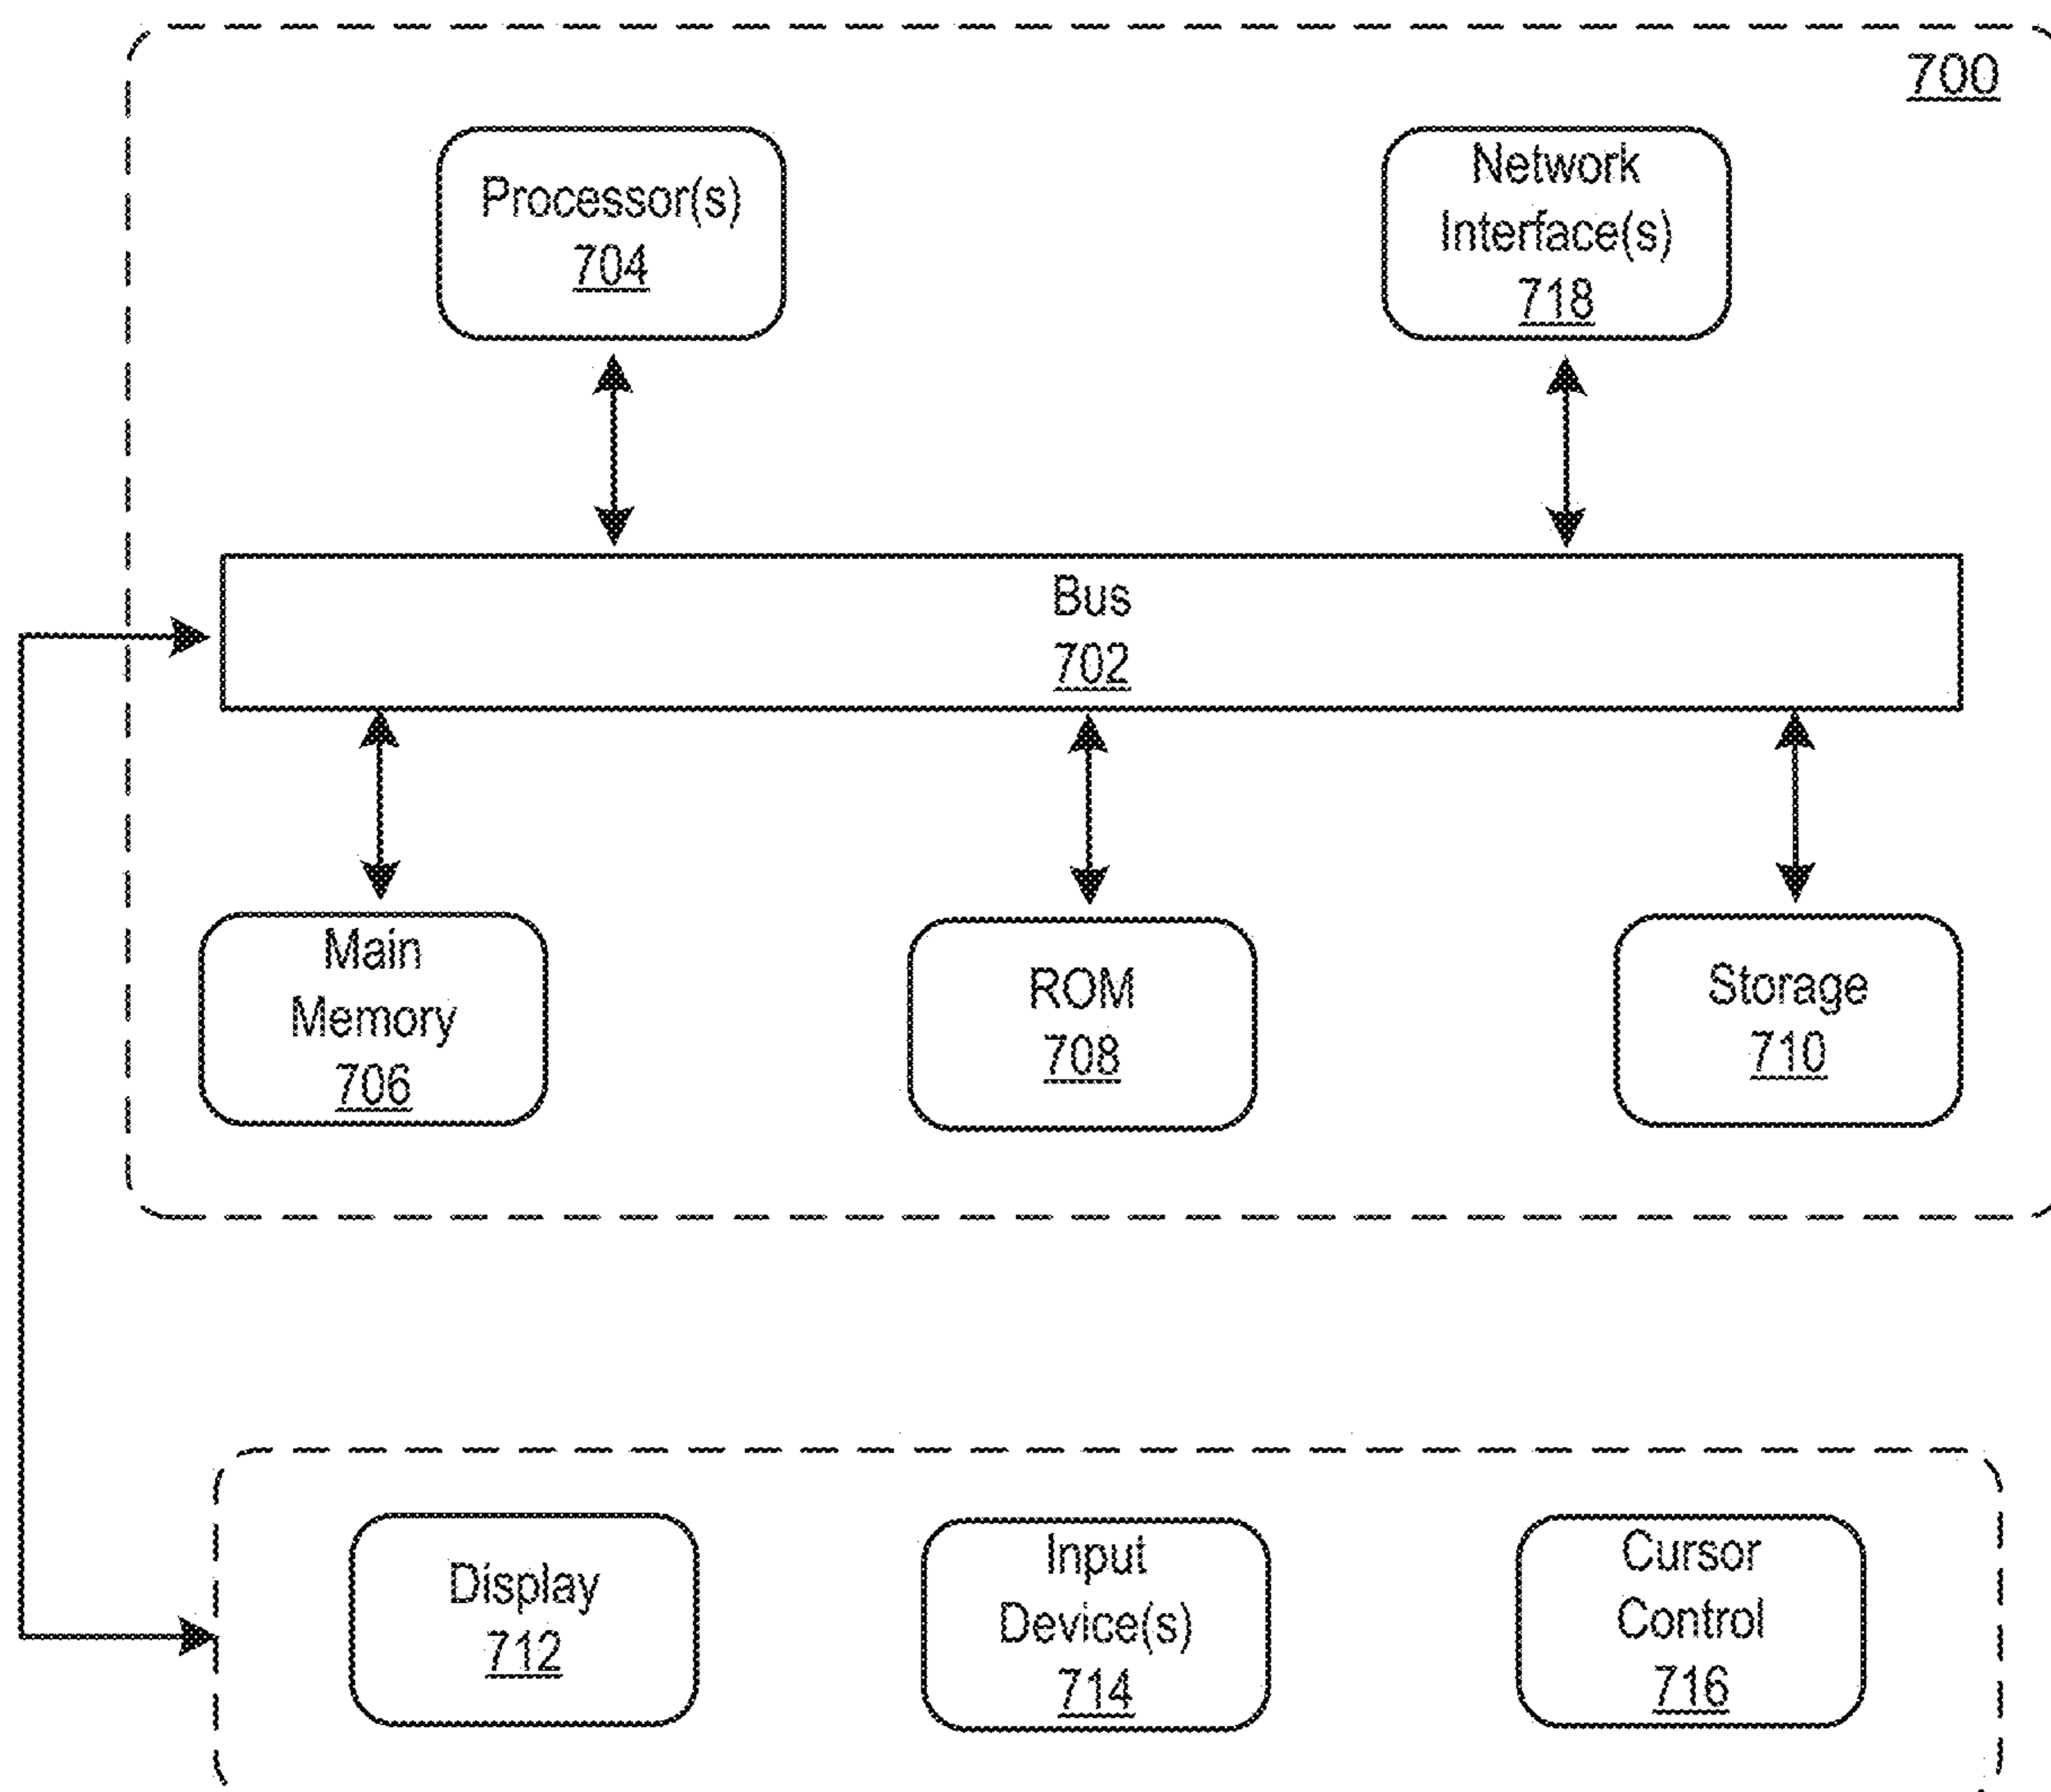 700
Processor(s)
704
Network
Interface(s)
718
Bus
702
Main
Memory
706
ROM
708
Storage
710
Display
712
Input
Device(s)
714
Cursor
Control
716